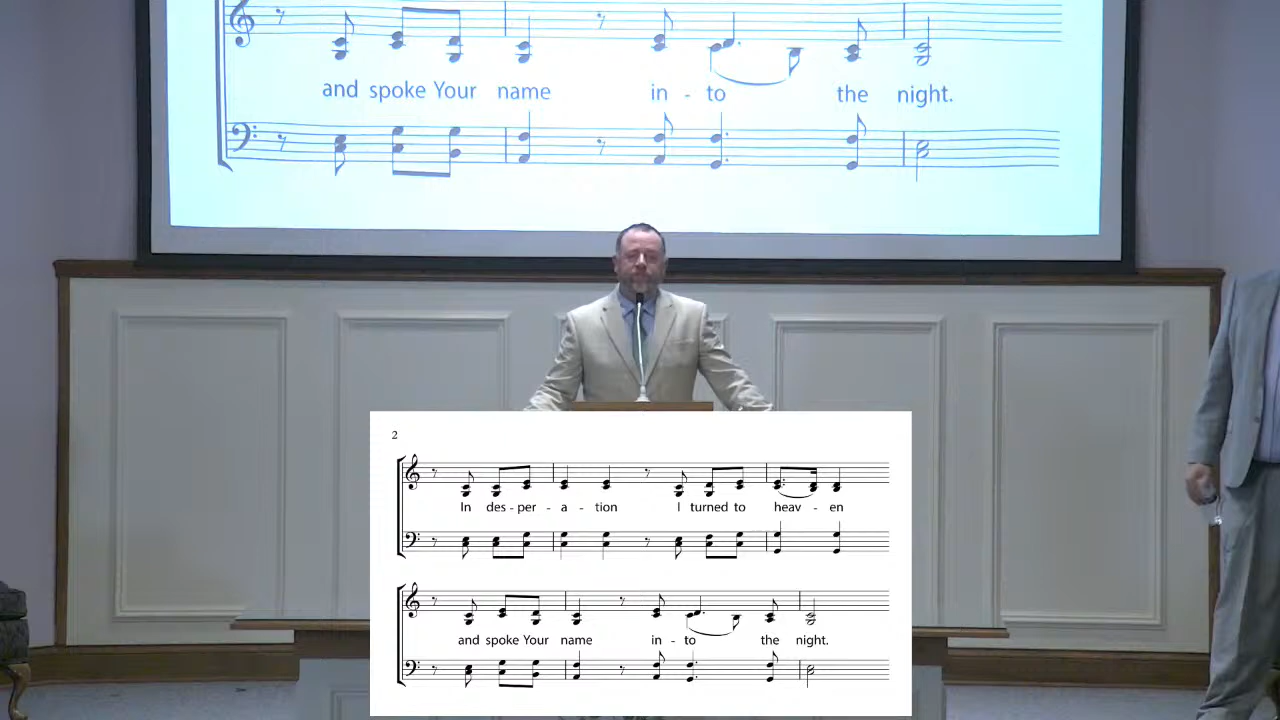 and spoke Your name in - to the night.
2
In des - per - a - tion I turned to heav - en
and spoke Your name in - to the night.